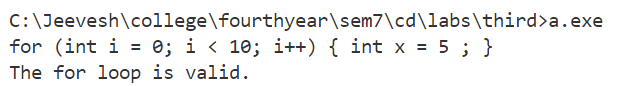 C:\Jeevesh\college\fourthyear\sem7\cd\labs\third>a.exe
for (int i = 0; i < 10; i++) { int x = 5 ; }
The for loop is valid.